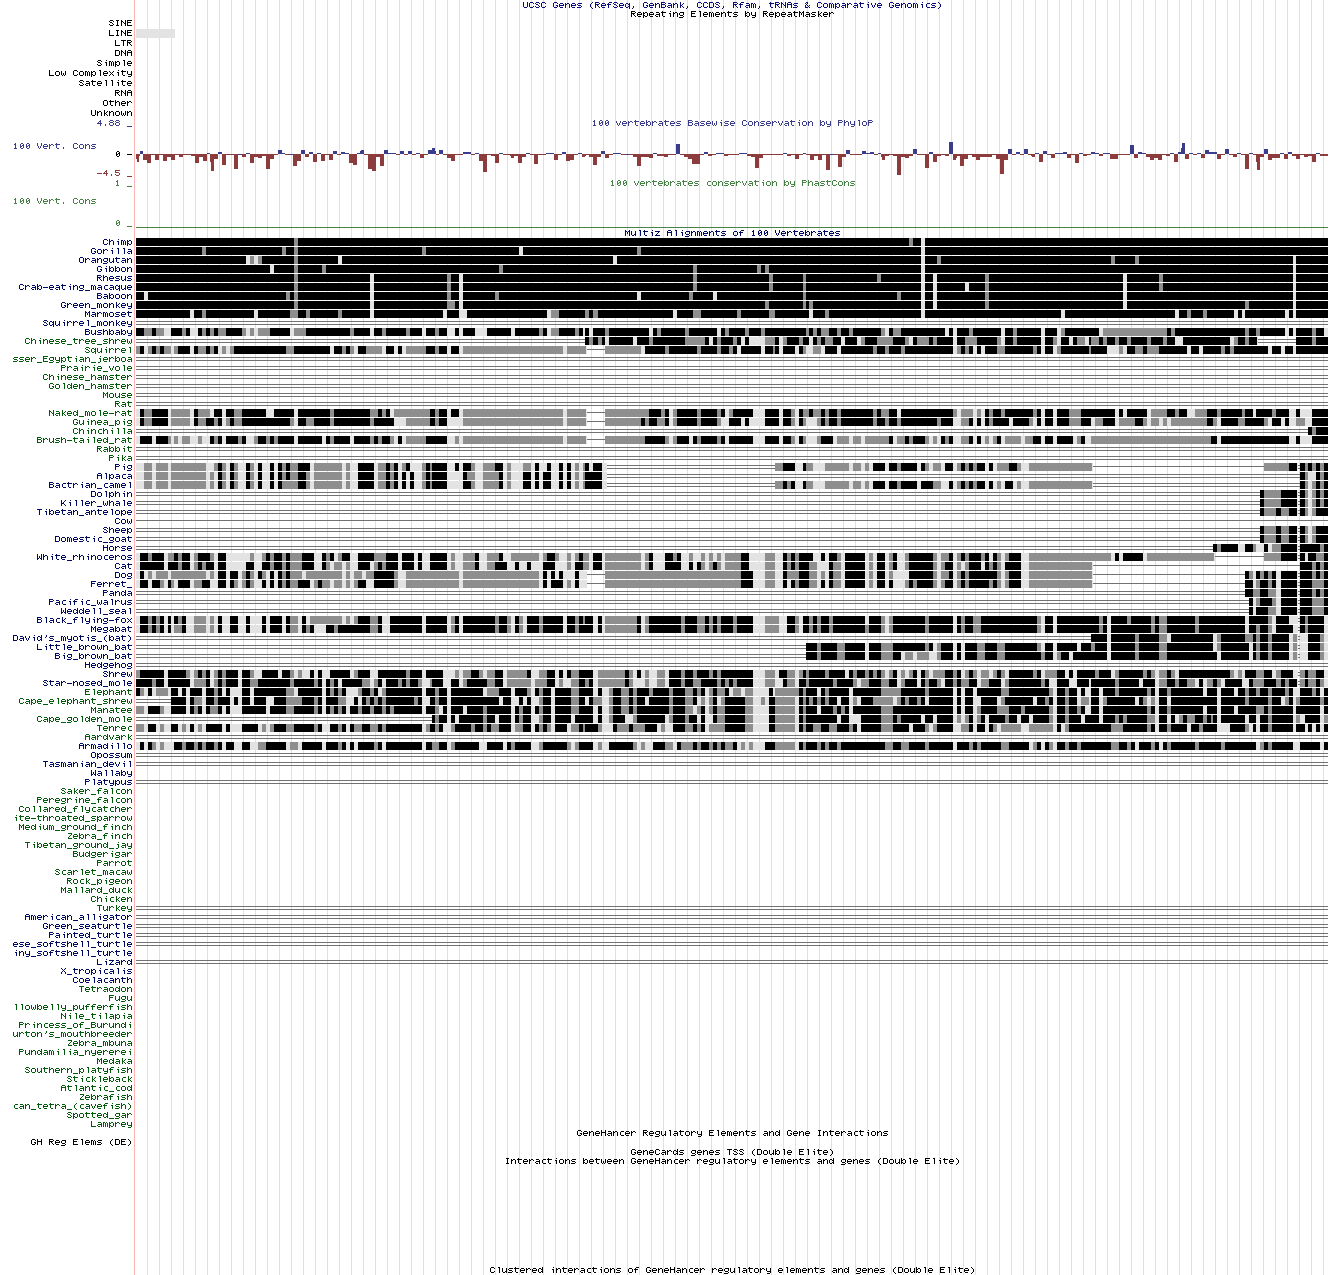 UCSC Genes (RefSeq, GenBank, CCDS, Rfam, tRNAs & Comparative Genomics)
Repeating Elements by RepeatMasker
SINE
LINE
LTR
DNA
Simple
Low Complexity
Satellite
RNA
Other
Unknown
4.88 _
100 vertebrates Basewise Conservation by PhyloP
100 Vert. Cons
0 -
-4.5 _
1 _
100 vertebrates conservation by PhastCons
100 Vert. Cons
0 _
Multiz Alignments of 100 Vertebrates
Chimp
Gorilla
Orangutan
Gibbon
Rhesus
Crab-eating_macaque
Baboon
Green_monkey
Marmoset
Squirrel_monkey
Bushbaby
Chinese_tree_shrew
Squirrel
sser_Egyptian_jerboa
Prairie_vole
Chinese_hamster
Golden_hamster
Mouse
Rat
Naked_mole-rat
Guinea_pig
Chinchilla
Brush-tailed_rat
Rabbit
Pika
Pig
Alpaca
Bactrian_camel
Dolphin
Killer_whale
Tibetan_antelope
Cow
Sheep
Domestic_goat
Horse
White_rhinoceros
Cat
Dog
Ferret_
Panda
Pacific_walrus
Weddell_seal
Black_flying-fox
Megabat
David's_myotis_(bat)
Little_brown_bat
Big_brown_bat
Hedgehog
Shrew
Star-nosed_mole
Elephant
Cape_elephant_shrew
Manatee
Cape_golden_mole
Tenrec
Aardvark
Armadillo
Opossum
Tasmanian_devil
Wallaby
Platypus
Saker_falcon
Peregrine_falcon
Collared_flycatcher
ite-throated_sparrow
Medium_ground_finch
Zebra_finch
Tibetan_ground_jay
Budgerigar
Parrot
Scarlet_macaw
Rock_pigeon
Mallard_duck
Chicken
Turkey
American_alligator
Green_seaturtle
Painted_turtle
ese_softshell_turtle
iny_softshell_turtle
Lizard
X_tropicalis
Coelacanth
Tetraodon
Fugu
llowbelly_pufferfish
Nile_tilapia
Princess_of_Burundi
urton's_mouthbreeder
Zebra_mbuna
Pundamilia_nyererei
Medaka
Southern_platyfish
Stickleback
Atlantic_cod
Zebrafish
can_tetra_(cavefish)
Spotted_gar
Lamprey
GeneHancer Regulatory Elements and Gene Interactions
GH Reg Elems (DE)
GeneCards genes TSS (Double Elite)
Interactions between GeneHancer regulatory elements and genes (Double Elite)
Clustered interactions of GeneHancer regulatory elements and genes (Double Elite)